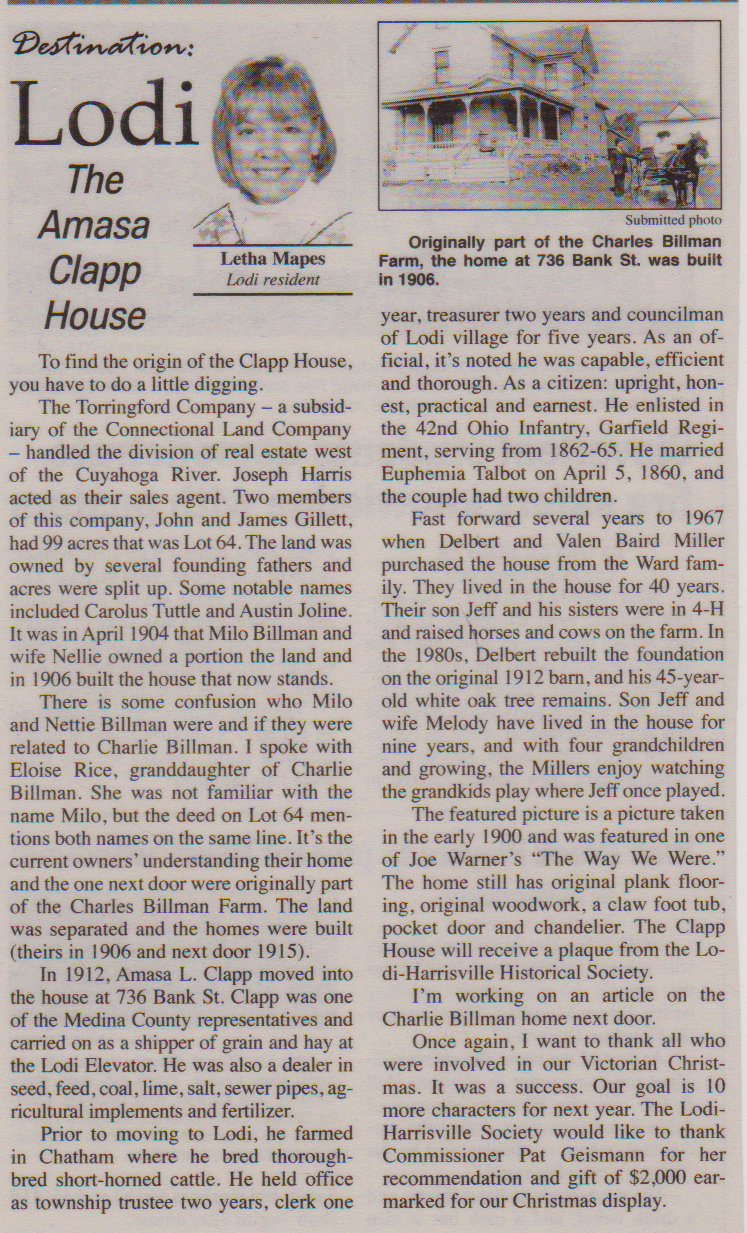 Destination:
Lodi
The
Amasa
Clapp
House
Letha Mapes
Lodi resident
To find the origin of the Clapp House,
you have to do a little digging.
The Torringford Company – a subsid-
iary of the Connectional Land Company
– handled the division of real estate west
of the Cuyahoga River. Joseph Harris
acted as their sales agent. Two members
of this company, John and James Gillett,
had 99 acres that was Lot 64. The land was
owned by several founding fathers and
acres were split up. Some notable names
included Carolus Tuttle and Austin Joline.
It was in April 1904 that Milo Billman and
wife Nellie owned a portion the land and
in 1906 built the house that now stands.
There is some confusion who Milo
and Nettie Billman were and if they were
related to Charlie Billman. I spoke with
Eloise Rice, granddaughter of Charlie
Billman. She was not familiar with the
name Milo, but the deed on Lot 64 men-
tions both names on the same line. It's the
current owners' understanding their home
and the one next door were originally part
of the Charles Billman Farm. The land
was separated and the homes were built
(theirs in 1906 and next door 1915).
In 1912, Amasa L. Clapp moved into
the house at 736 Bank St. Clapp was one
of the Medina County representatives and
carried on as a shipper of grain and hay at
the Lodi Elevator. He was also a dealer in
seed, feed, coal, lime, salt, sewer pipes, ag-
ricultural implements and fertilizer.
Prior to moving to Lodi, he farmed
in Chatham where he bred thorough-
bred short-horned cattle. He held office
as township trustee two years, clerk one
Submitted photo
Originally part of the Charles Billman
Farm, the home at 736 Bank St. was built
in 1906.
year, treasurer two years and councilman
of Lodi village for five years. As an of-
ficial, it's noted he was capable, efficient
and thorough. As a citizen: upright, hon-
est, practical and earnest. He enlisted in
the 42nd Ohio Infantry, Garfield Regi-
ment, serving from 1862-65. He married
Euphemia Talbot on April 5, 1860, and
the couple had two children.
Fast forward several years to 1967
when Delbert and Valen Baird Miller
purchased the house from the Ward fam-
ily. They lived in the house for 40 years.
Their son Jeff and his sisters were in 4-H
and raised horses and cows on the farm. In
the 1980s, Delbert rebuilt the foundation
on the original 1912 barn, and his 45-year-
old white oak tree remains. Son Jeff and
wife Melody have lived in the house for
nine years, and with four grandchildren
and growing, the Millers enjoy watching
the grandkids play where Jeff once played.
The featured picture is a picture taken
in the early 1900 and was featured in one
of Joe Warner's “The Way We Were.”
The home still has original plank floor-
ing, original woodwork, a claw foot tub,
pocket door and chandelier. The Clapp
House will receive a plaque from the Lo-
di-Harrisville Historical Society.
I'm working on an article on the
Charlie Billman home next door.
Once again, I want to thank all who
were involved in our Victorian Christ-
mas. It was a success. Our goal is 10
more characters for next year. The Lodi-
Harrisville Society would like to thank
Commissioner Pat Geismann for her
recommendation and gift of $2,000 ear-
marked for our Christmas display.